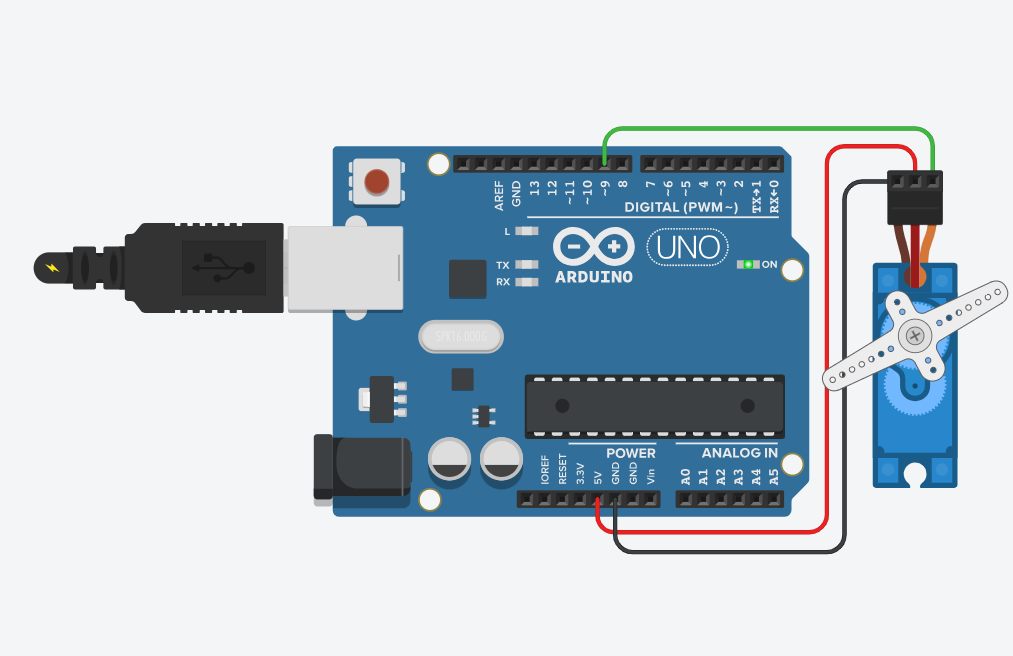 AREF
GND
13
12
~11
~10
~9
8
7
~6
~5
4
~3
2
TX→1
RX←0
DIGITAL (PWM~)
L
TX
RX
UNO
ARDUINO
ON
POWER
ANALOG IN
IOREF
RESET
3.3V
5V
GND
GND
Vin
A0
A1
A2
A3
A4
A5